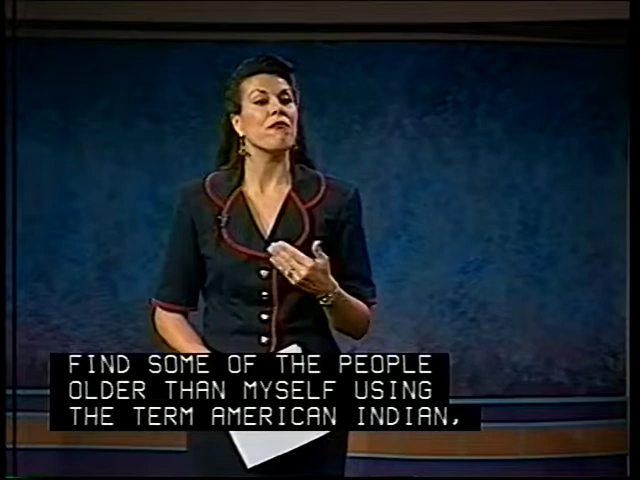 FIND SOME OF THE PEOPLE
OLDER THAN MYSELF USING
THE TERM AMERICAN INDIAN,